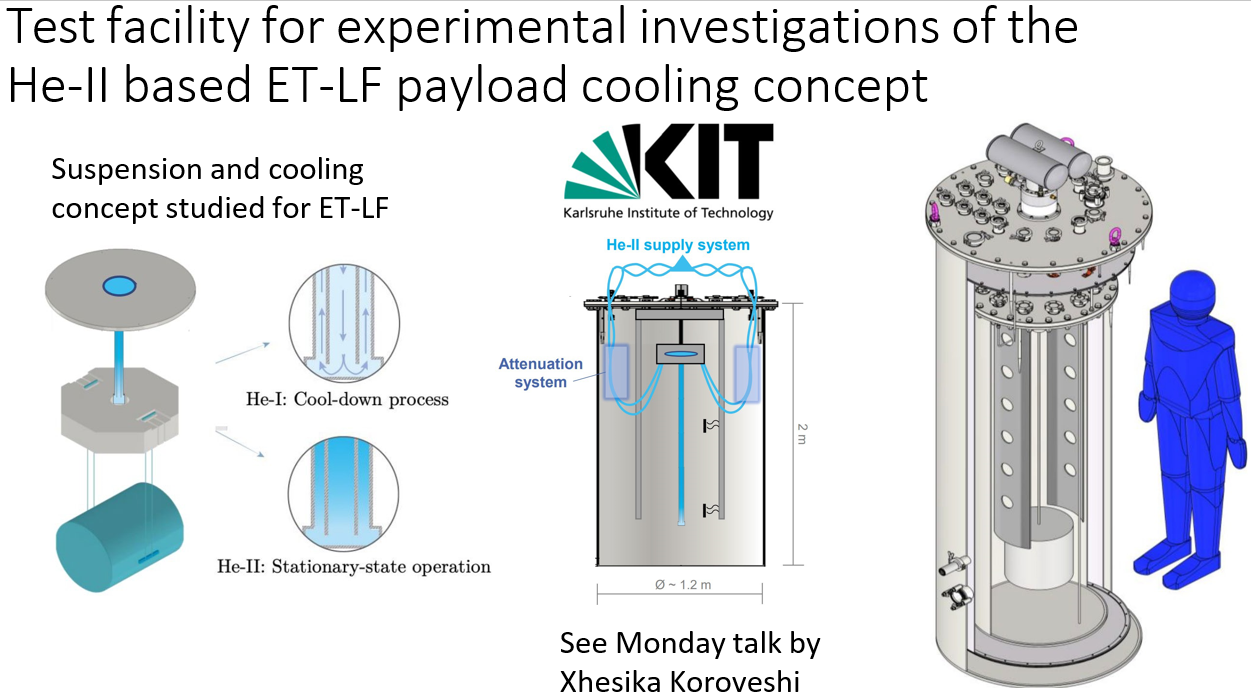 Test facility for experimental investigations of the
He-II based ET-LF payload cooling concept
Suspension and cooling
concept studied for ET-LF
KIT
Karlsruhe Institute of Technology
He-II supply system
Attenuation
system
He-I: Cool-down process
2 m
He-II: Stationary-state operation
Ø ~ 1.2 m
See Monday talk by
Xhesika Koroveshi